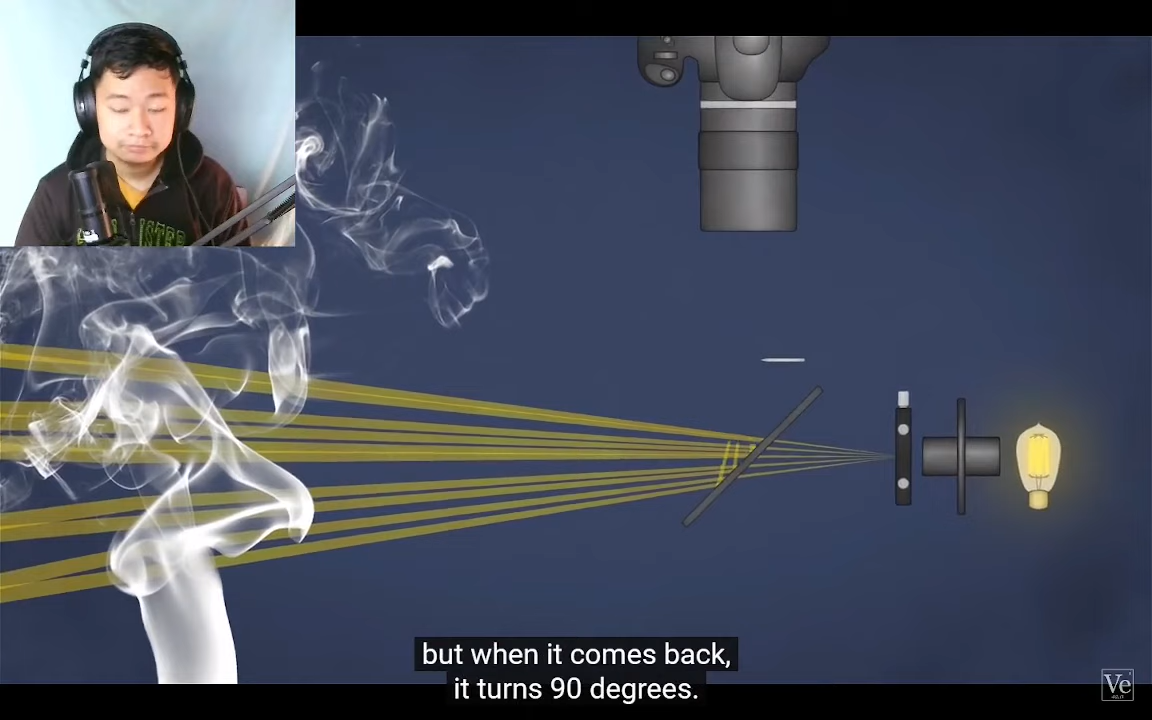 but when it comes back,
it turns 90 degrees.
Ve